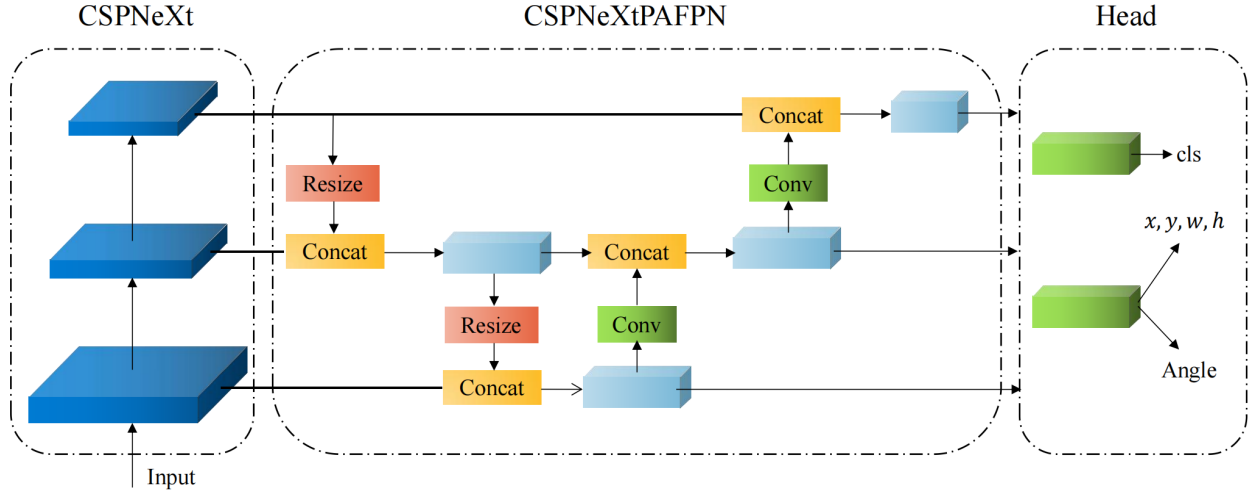 CSPNeXt
CSPNeXtPAFPN
Head
Concat
Resize
Conv
cls
x, y, w, h
Concat
Concat
Resize
Conv
Angle
Concat
Input